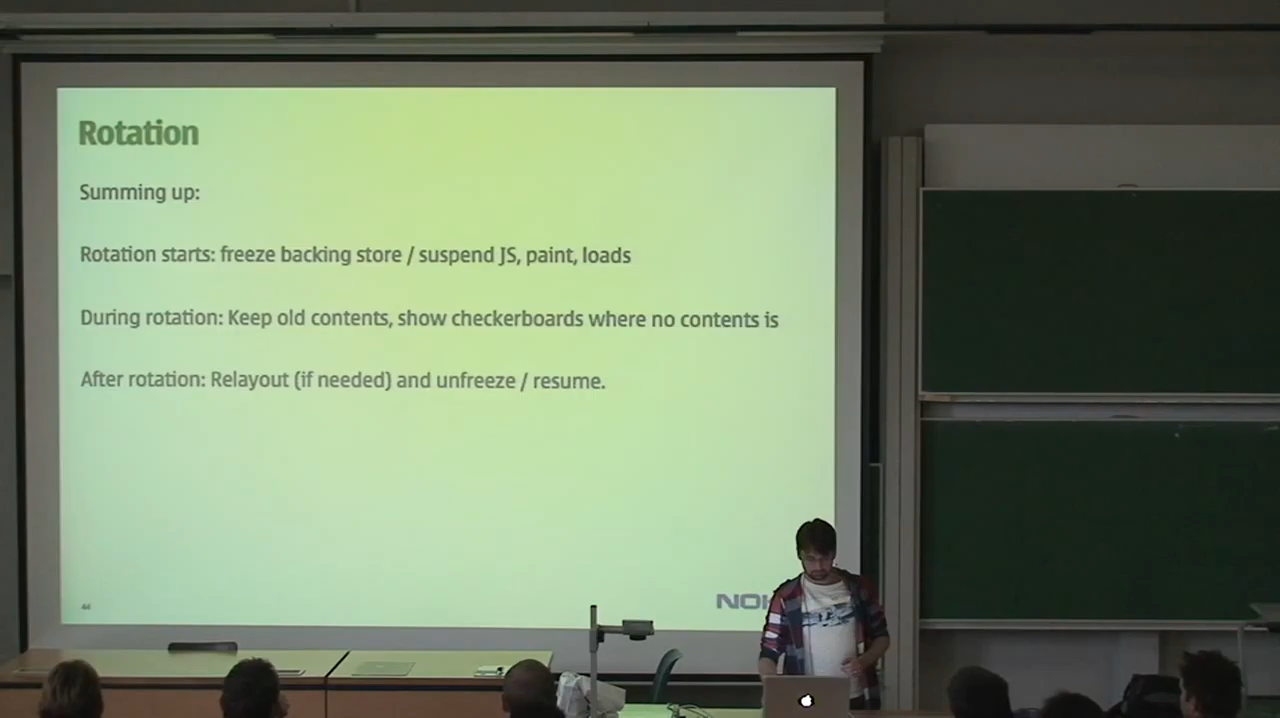 Rotation
Summing up:
Rotation starts: freeze backing store / suspend JS, paint, loads
During rotation: Keep old contents, show checkerboards where no contents is
After rotation: Relayout (if needed) and unfreeze / resume.
44